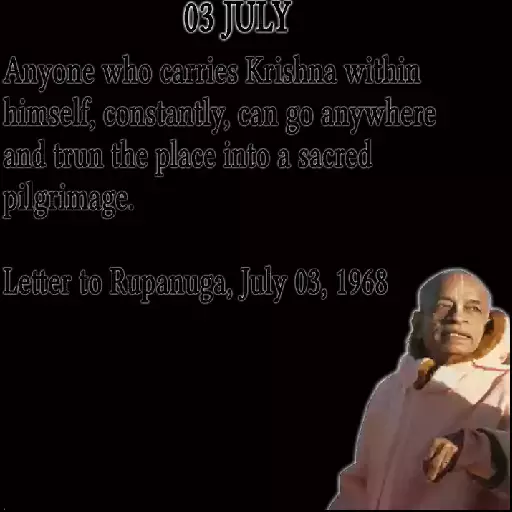 03 JULY
Anyone who carries Krishna within
himself, constantly, can go anywhere
and trun the place into a sacred
pilgrimage.
Letter to Rupanuga, July 03, 1968